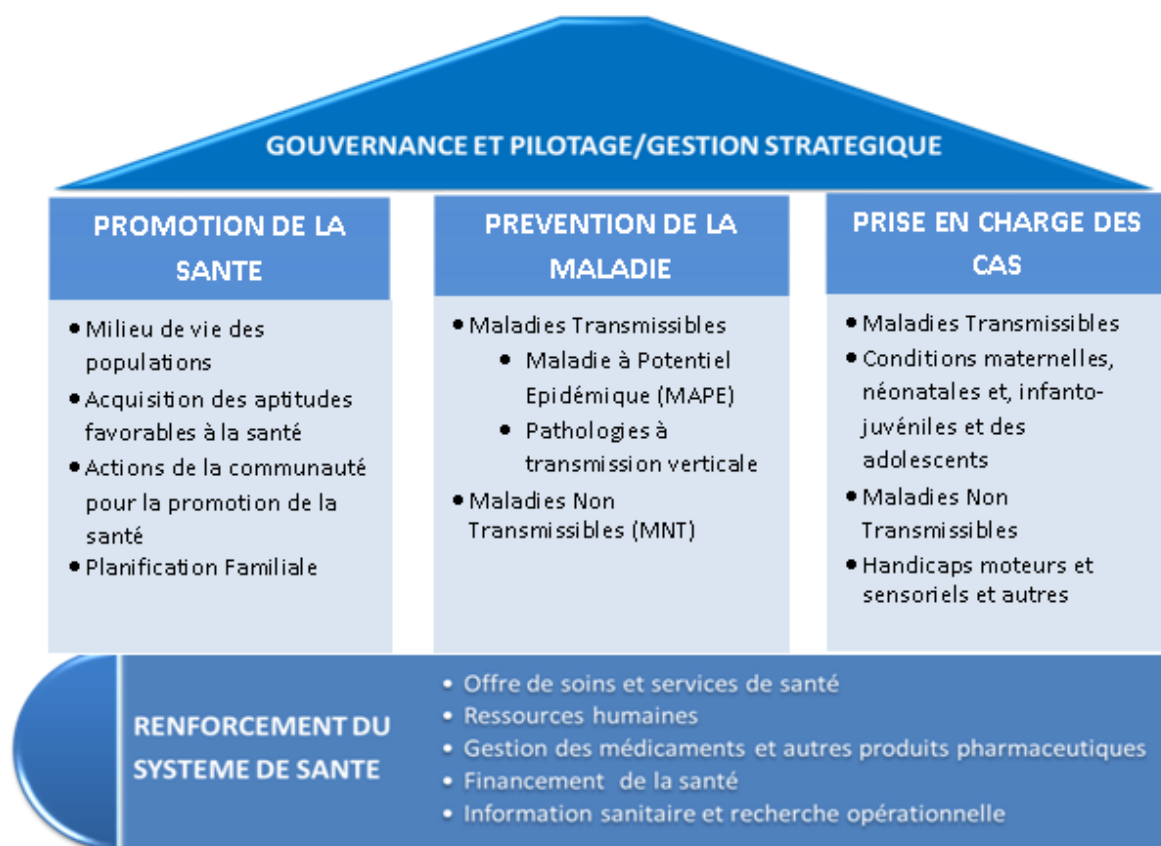 GOUVERNANCE ET PILOTAGE/GESTION STRATEGIQUE
PROMOTION DE LA
SANTE
• Milieu de vie des
populations
• Acquisition des aptitudes
favorables à la santé
• Actions de la communauté
pour la promotion de la
santé
• Planification Familiale
PREVENTION DE LA
MALADIE
• Maladies Transmissibles
• Maladie à Potentiel
Epidémique (MAPE)
• Pathologies à
transmission verticale
• Maladies Non
Transmissibles (MNT)
PRISE EN CHARGE DES
CAS
• Maladies Transmissibles
• Conditions maternelles,
néonatales et, infanto-
juvéniles et des
adolescents
• Maladies Non
Transmissibles
• Handicaps moteurs et
sensoriels et autres
RENFORCEMENT DU
SYSTEME DE SANTE
• Offre de soins et services de santé
• Ressources humaines
• Gestion des médicaments et autres produits pharmaceutiques
• Financement de la santé
• Information sanitaire et recherche opérationnelle